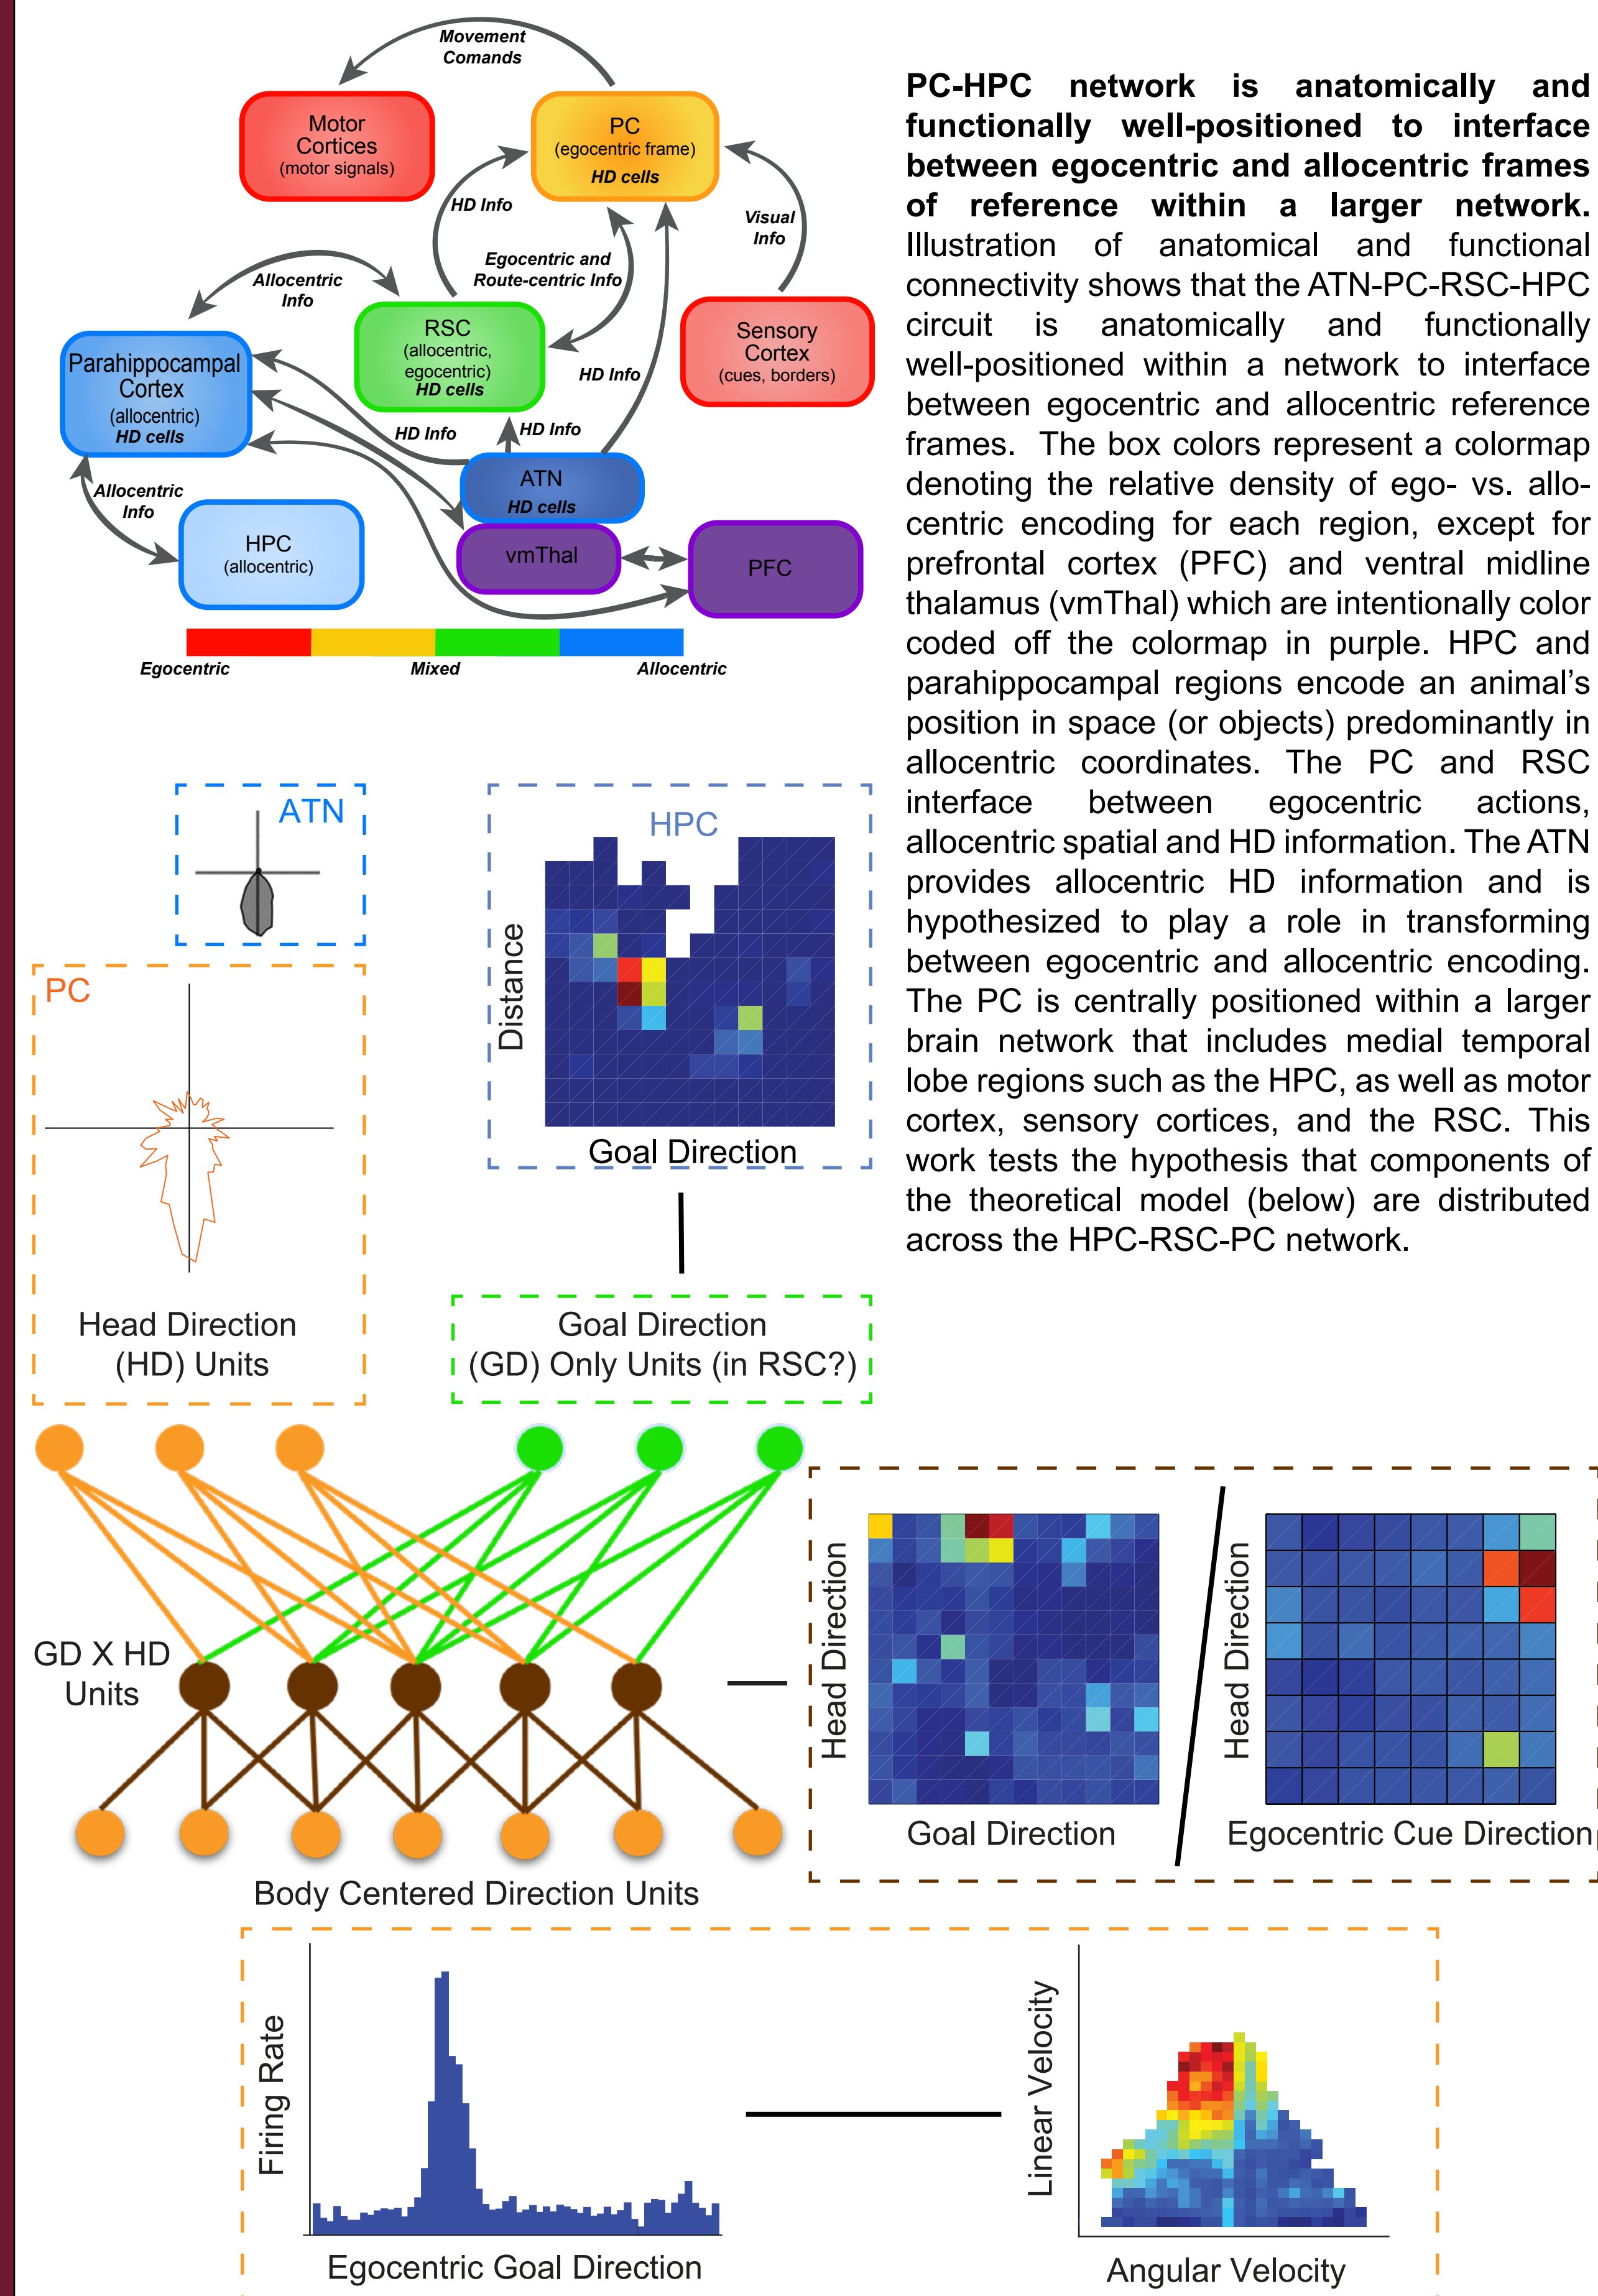 Movement
Comands
Motor
Cortices
(motor signals)
PC
(egocentric frame)
HD cells
HD Info
Visual
Info
Egocentric and
Route-centric Info
Allocentric
Info
RSC
(allocentric,
egocentric)
HD cells
Sensory
Cortex
(cues, borders)
Parahippocampal
Cortex
(allocentric)
HD cells
HD Info
HD Info
HD Info
ATN
HD cells
Allocentric
Info
HPC
(allocentric)
vmThal
PFC
Egocentric
Mixed
Allocentric
PC-HPC network is anatomically and
functionally well-positioned to interface
between egocentric and allocentric frames
of reference within a larger network.
Illustration of anatomical and functional
connectivity shows that the ATN-PC-RSC-HPC
circuit is anatomically and functionally
well-positioned within a network to interface
between egocentric and allocentric reference
frames. The box colors represent a colormap
denoting the relative density of ego- vs. allo-
centric encoding for each region, except for
prefrontal cortex (PFC) and ventral midline
thalamus (vmThal) which are intentionally color
coded off the colormap in purple. HPC and
parahippocampal regions encode an animal's
position in space (or objects) predominantly in
allocentric coordinates. The PC and RSC
interface between egocentric actions,
allocentric spatial and HD information. The ATN
provides allocentric HD information and is
hypothesized to play a role in transforming
between egocentric and allocentric encoding.
The PC is centrally positioned within a larger
brain network that includes medial temporal
lobe regions such as the HPC, as well as motor
cortex, sensory cortices, and the RSC. This
work tests the hypothesis that components of
the theoretical model (below) are distributed
across the HPC-RSC-PC network.
ATN
PC
Head Direction
(HD) Units
HPC
Distance
Goal Direction
Goal Direction
(GD) Only Units (in RSC?)
GD X HD
Units
Body Centered Direction Units
Head Direction
Goal Direction
Head Direction
Egocentric Cue Direction
Firing Rate
Egocentric Goal Direction
Linear Velocity
Angular Velocity